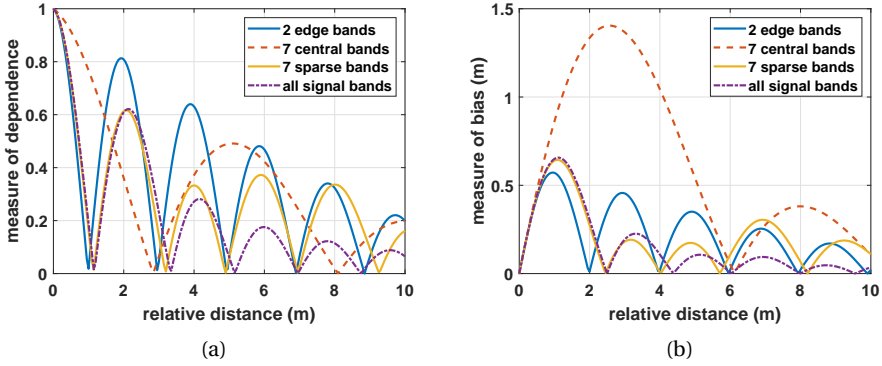 2 edge bands
7 central bands
7 sparse bands
all signal bands
measure of dependence
1
0.8
0.6
0.4
0.2
0
0 2 4 6 8 10
relative distance (m)
(a)
2 edge bands
7 central bands
7 sparse bands
all signal bands
measure of bias (m)
1.5
1
0.5
0
0 2 4 6 8 10
relative distance (m)
(b)